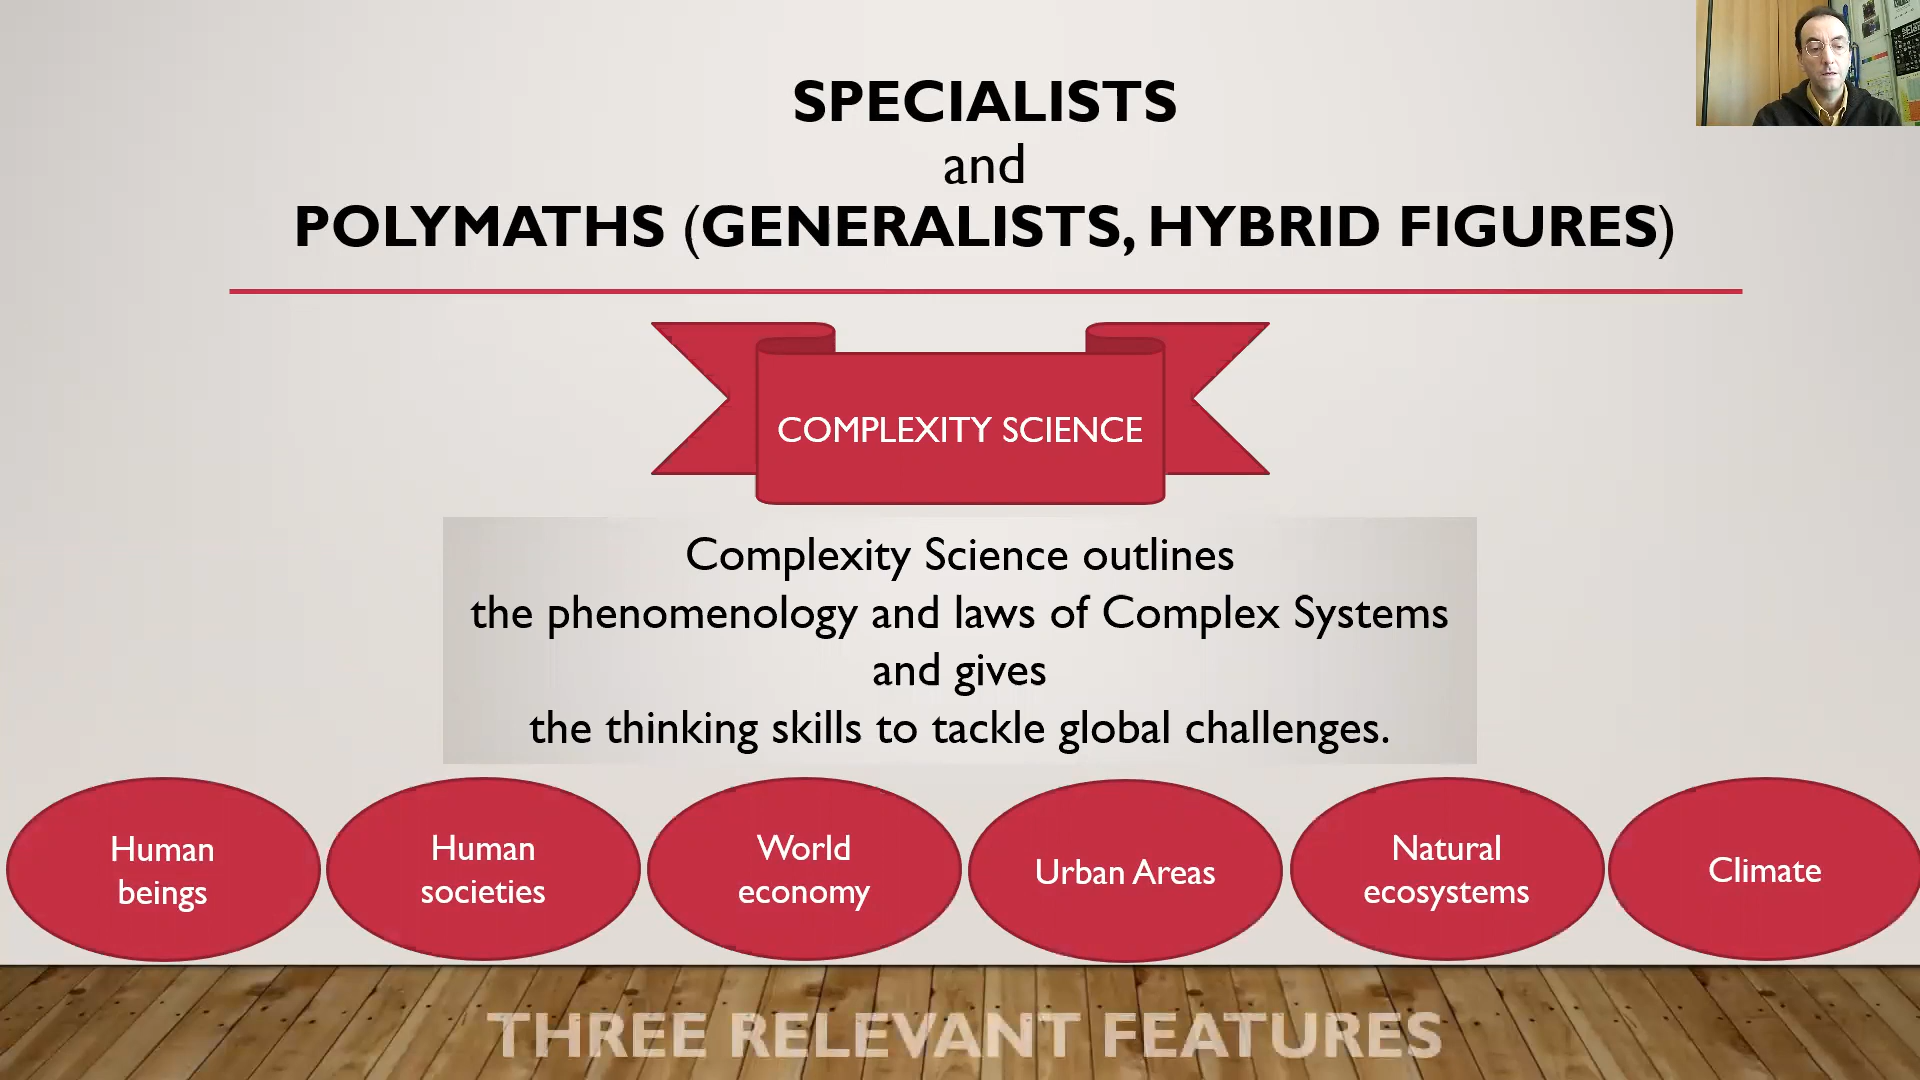 SPECIALISTS
and
POLYMATHS (GENERALISTS, HYBRID FIGURES)
COMPLEXITY SCIENCE
Complexity Science outlines
the phenomenology and laws of Complex Systems
and gives
the thinking skills to tackle global challenges.
Human
beings
Human
societies
World
economy
Urban Areas
Natural
ecosystems
Climate
THREE RELEVANT FEATURES